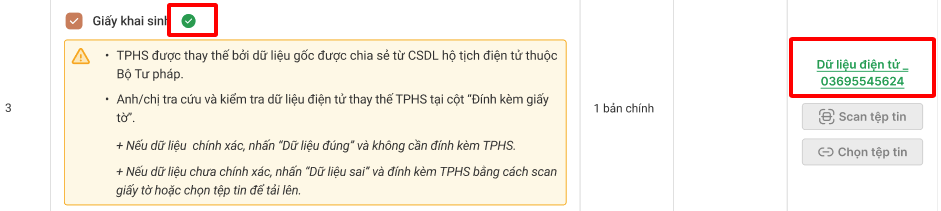 Giấy khai sinh
TPHS được thay thế bởi dữ liệu gốc được chia sẻ từ CSDL hộ tịch điện tử thuộc
Bộ Tư pháp.
Anh/chị tra cứu và kiểm tra dữ liệu điện tử thay thế TPHS tại cột “Đính kèm giấy
tờ”.
+ Nếu dữ liệu chính xác, nhấn “Dữ liệu đúng” và không cần đính kèm TPHS.
+ Nếu dữ liệu chưa chính xác, nhấn “Dữ liệu sai” và đính kèm TPHS bằng cách scan
giấy tờ hoặc chọn tệp tin để tải lên.
3
1 bản chính
Dữ liệu điện tử _
03695545624
Scan tệp tin
Chọn tệp tin